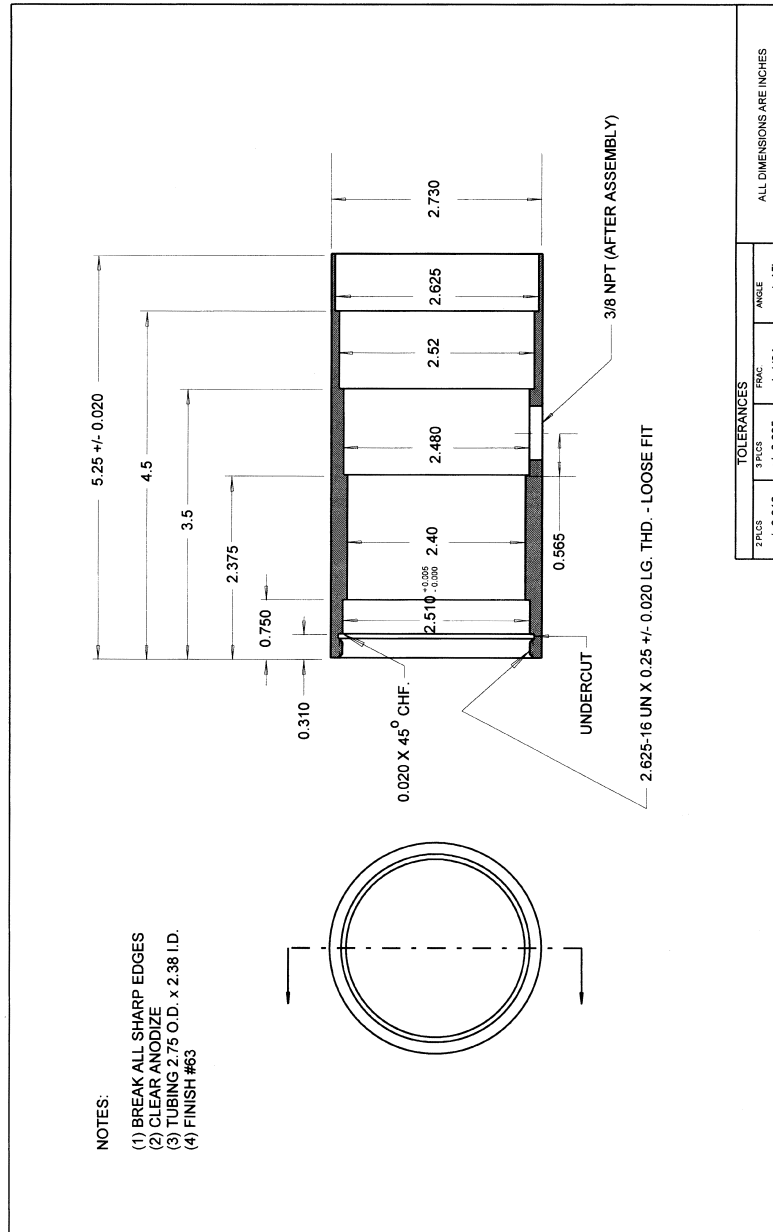 NOTES:
(1) BREAK ALL SHARP EDGES
(2) CLEAR ANODIZE
(3) TUBING 2.75 O.D. x 2.38 I.D.
(4) FINISH #63
5.25 +/- 0.020
4.5
3.5
2.375
0.750
0.310
0.020 X 45° CHF.
2.510 +0.005 -0.000
2.40
2.480
2.52
2.625
2.730
0.565
UNDERCUT
2.625-16 UN X 0.25 +/- 0.020 LG. THD. - LOOSE FIT
3/8 NPT (AFTER ASSEMBLY)
TOLERANCES
2 PLCS
3 PLCS
FRAC.
ANGLE
ALL DIMENSIONS ARE INCHES